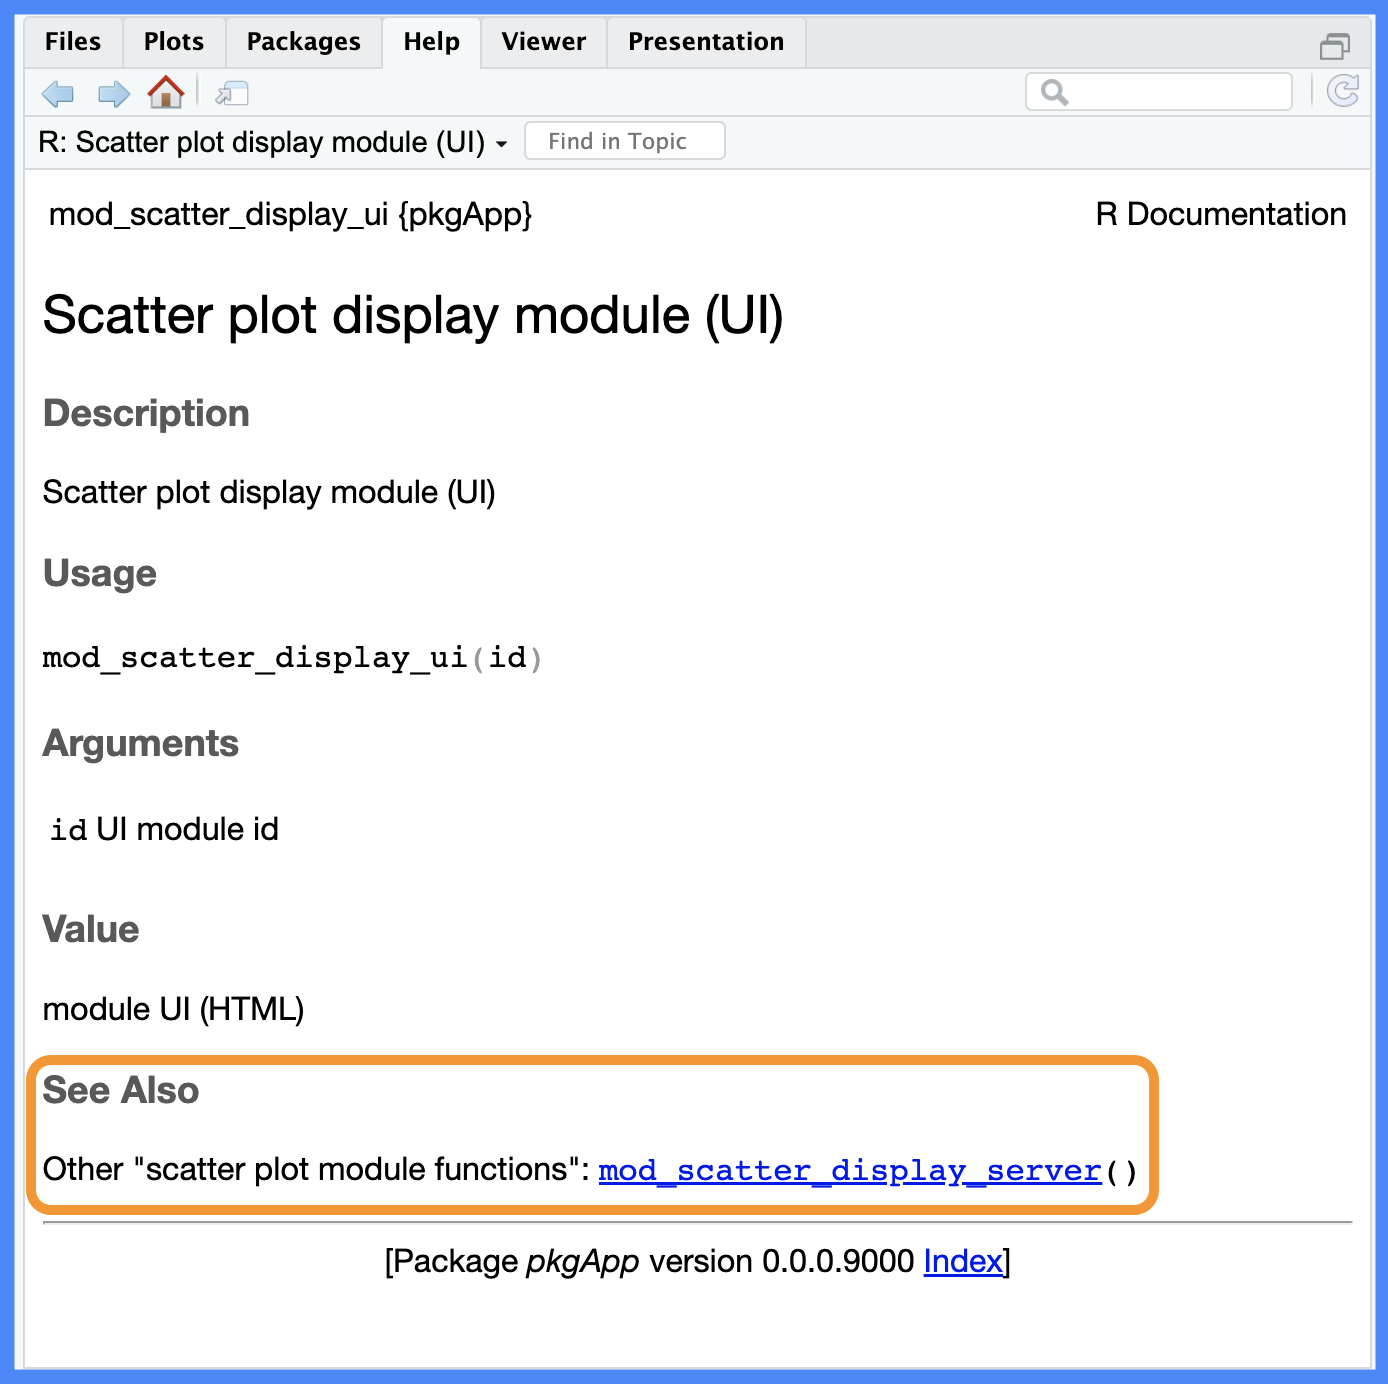 Files Plots Packages Help Viewer Presentation
R: Scatter plot display module (UI) Find in Topic
mod_scatter_display_ui {pkgApp} R Documentation
Scatter plot display module (UI)
Description
Scatter plot display module (UI)
Usage
mod_scatter_display_ui(id)
Arguments
id UI module id
Value
module UI (HTML)
See Also
Other "scatter plot module functions": mod_scatter_display_server()
[Package pkgApp version 0.0.0.9000 Index]